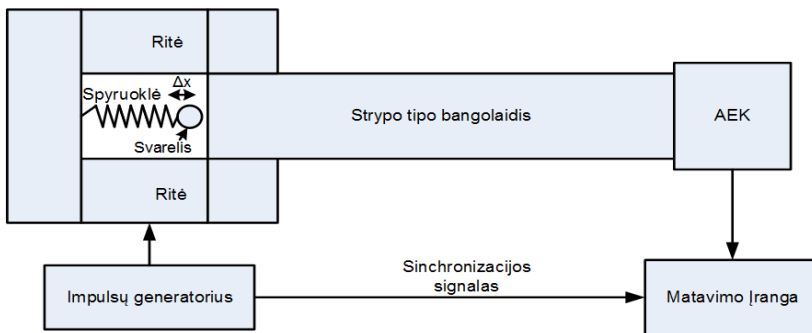 Ritė
Δx
Spyruoklė
Svarelis
Ritė
Strypo tipo bangolaidis
AEK
Impulsų generatorius
Sinchronizacijos
signalas
Matavimo Įranga